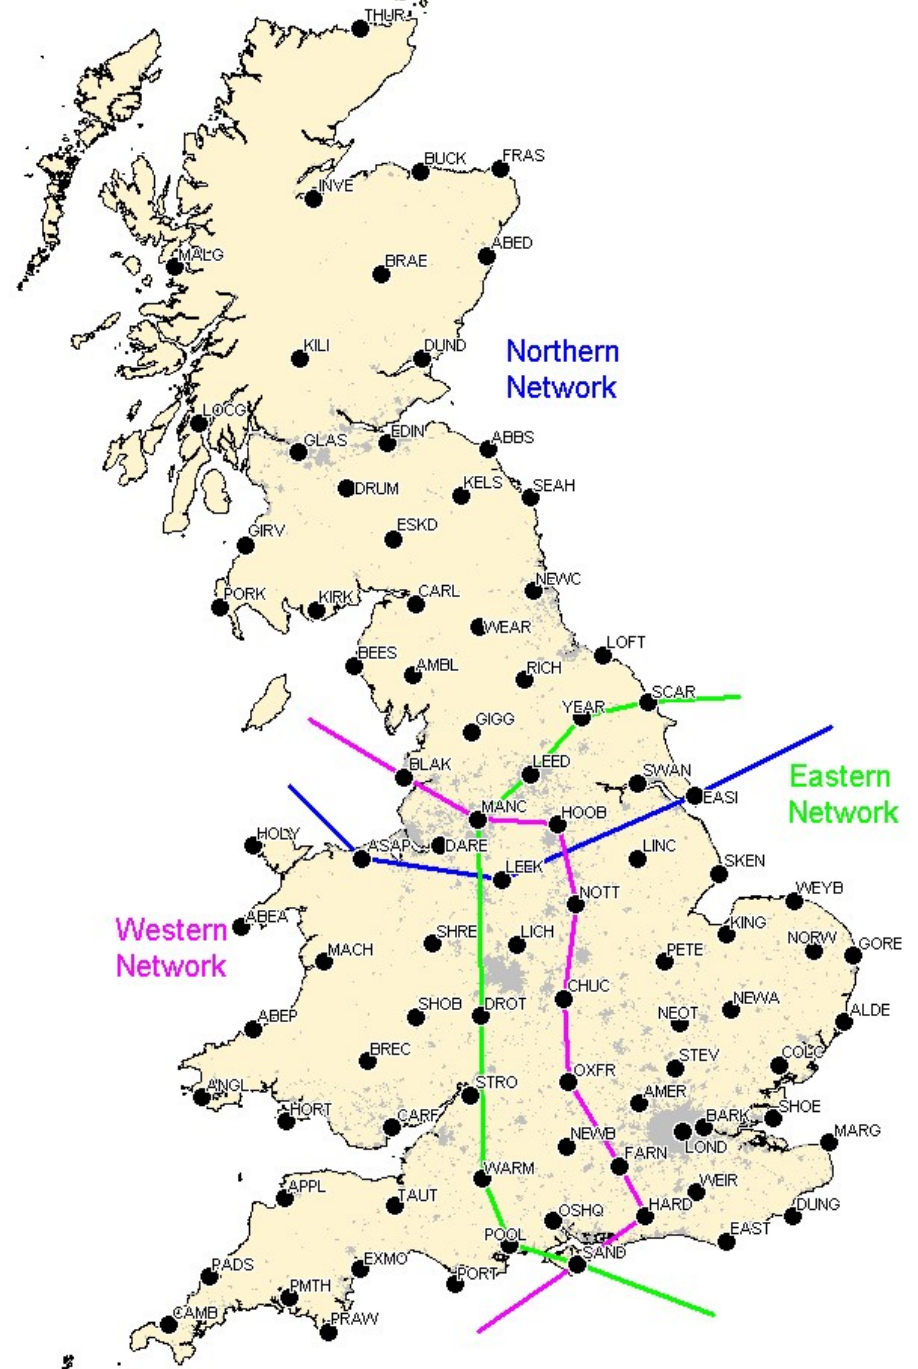 THUR
BUCK
FRAS
INVE
ABED
MALG
BRAE
KILI
DUND
Northern
Network
LOCG
GLAS
EDIN
ABBS
DRUM
KELS
SEAH
ESKD
GIRV
PORK
KIRK
CARL
NEWC
WEAR
LOFT
BEES
AMBL
RICH
SCAR
YEAR
GIGG
BLAK
LEED
SWAN
Eastern
Network
EASI
MANC
HOOB
HOLY
ASAP
DARE
LEEK
LINC
SKEN
NOTT
WEYB
ABEA
Western
Network
SHRE
LICH
KING
MACH
PETE
NORW
GORE
CHUC
ABEP
SHOB
DROT
NEOT
NEWA
ALDE
BREC
STEV
COLC
ANGL
STRO
OXFR
AMER
HORT
CARF
NEWB
BARK
SHOE
LOND
MARG
FARN
WARM
APPL
TAUT
WEIR
OSHQ
HARD
DUNG
POOL
EAST
SAND
PADS
EXMO
PORT
PMTH
CAMB
PRAW